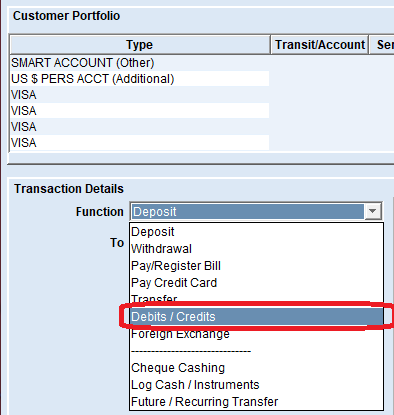 Customer Portfolio
Type Transit/Account Ser
SMART ACCOUNT (Other)
US $ PERS ACCT (Additional)
VISA
VISA
VISA
VISA
Transaction Details
Function Deposit
To
Deposit
Withdrawal
Pay/Register Bill
Pay Credit Card
Transfer
Debits / Credits
Foreign Exchange
------------------------------
Cheque Cashing
Log Cash / Instruments
Future / Recurring Transfer